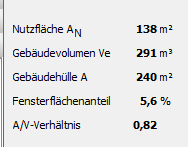 Nutzfläche AN 138 m²
Gebäudevolumen Ve 291 m³
Gebäudehülle A 240 m²
Fensterflächenanteil 5,6 %
A/V-Verhältnis 0,82